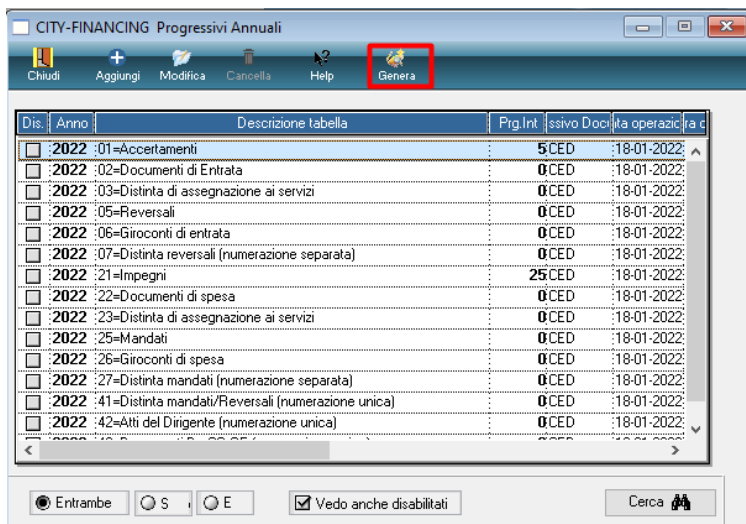 CITY-FINANCING Progressivi Annuali
Chiudi Aggiungi Modifica Cancella Help Genera
Dis. Anno Descrizione tabella Prg.Int ssivo Docu ita operazic ra c
2022 01=Accertamenti 5 CED 18-01-2022
2022 02=Documenti di Entrata 0 CED 18-01-2022
2022 03=Distinta di assegnazione ai servizi 0 CED 18-01-2022
2022 05=Reversali 0 CED 18-01-2022
2022 06=Giroconti di entrata 0 CED 18-01-2022
2022 07=Distinta reversali (numerazione separata) 0 CED 18-01-2022
2022 21=Impegni 25 CED 18-01-2022
2022 22=Documenti di spesa 0 CED 18-01-2022
2022 23=Distinta di assegnazione ai servizi 0 CED 18-01-2022
2022 25=Mandati 0 CED 18-01-2022
2022 26=Giroconti di spesa 0 CED 18-01-2022
2022 27=Distinta mandati (numerazione separata) 0 CED 18-01-2022
2022 41=Distinta mandati/Reversali (numerazione unica) 0 CED 18-01-2022
2022 42=Atti del Dirigente (numerazione unica) 0 CED 18-01-2022
Entrambe S E Vedo anche disabilitati Cerca